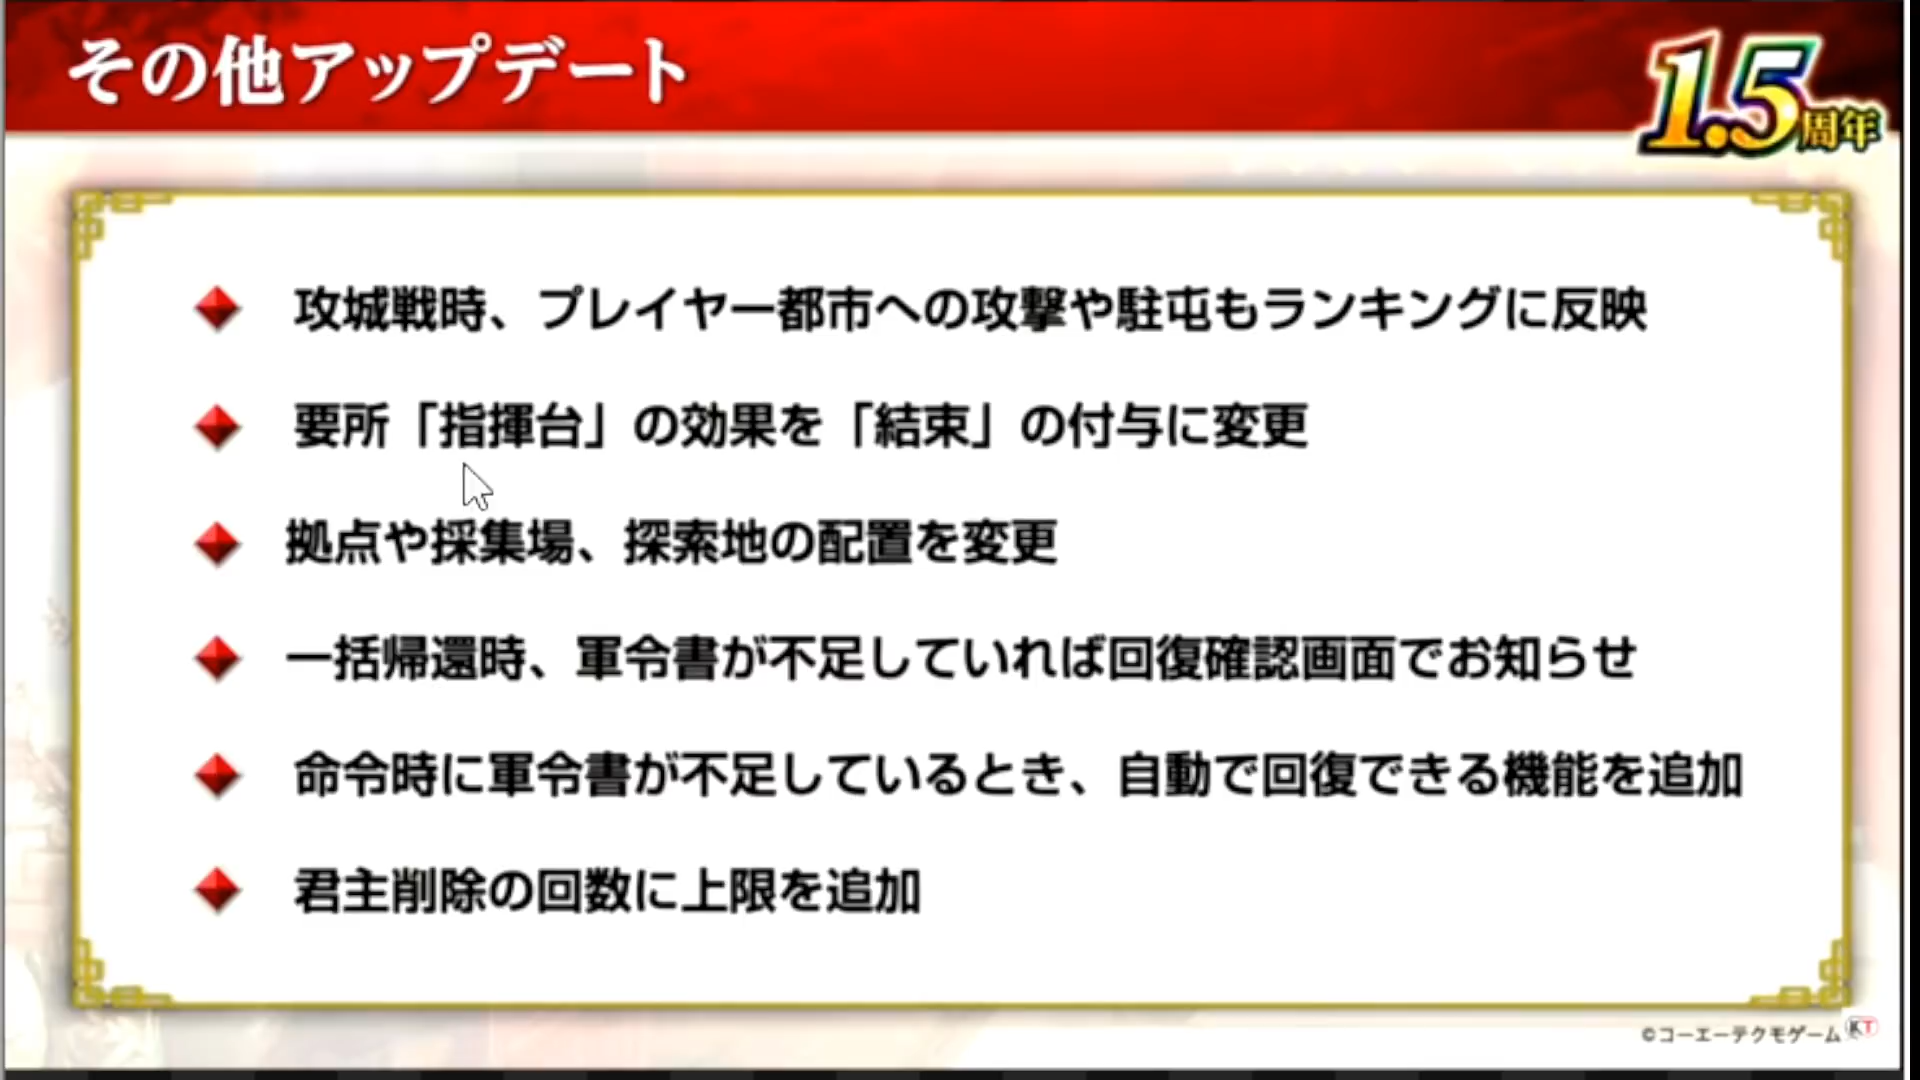 その他アップデート
1.5周年
攻城戦時、プレイヤー都市への攻撃や駐屯もランキングに反映
要所「指揮台」の効果を「結束」の付与に変更
拠点や採集場、探索地の配置を変更
一括帰還時、軍令書が不足していれば回復確認画面でお知らせ
命令時に軍令書が不足しているとき、自動で回復できる機能を追加
君主削除の回数に上限を追加
©コーエーテクモゲーム
KT